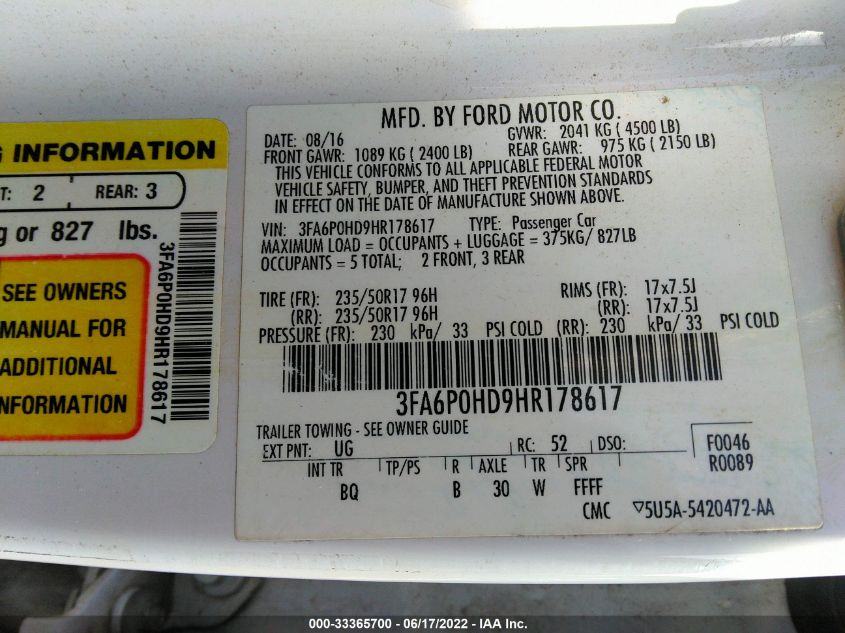 MFD. BY FORD MOTOR CO.
DATE: 08/16 GVWR: 2041 KG ( 4500 LB)
FRONT GAWR: 1089 KG ( 2400 LB) REAR GAWR: 975 KG ( 2150 LB)
THIS VEHICLE CONFORMS TO ALL APPLICABLE FEDERAL MOTOR
VEHICLE SAFETY, BUMPER, AND THEFT PREVENTION STANDARDS
IN EFFECT ON THE DATE OF MANUFACTURE SHOWN ABOVE.
VIN: 3FA6P0HD9HR178617 TYPE: Passenger Car
MAXIMUM LOAD = OCCUPANTS + LUGGAGE = 375KG/ 827LB
OCCUPANTS = 5 TOTAL; 2 FRONT, 3 REAR
TIRE (FR): 235/50R17 96H RIMS (FR): 17x7.5J
(RR): 235/50R17 96H (RR): 17x7.5J
PRESSURE (FR): 230 kPa/ 33 PSI COLD (RR): 230 kPa/ 33 PSI COLD
3FA6P0HD9HR178617
TRAILER TOWING - SEE OWNER GUIDE
EXT PNT: UG RC: 52 DSO: F0046
R0089
INT TR TP/PS R AXLE TR SPR
BQ B 30 W FFFF
CMC ▽5U5A-5420472-AA
G INFORMATION
T: 2 REAR: 3
g or 827 lbs.
SEE OWNERS
MANUAL FOR
ADDITIONAL
INFORMATION
3FA6P0HD9HR178617
000-33365700 - 06/17/2022 - IAA Inc.